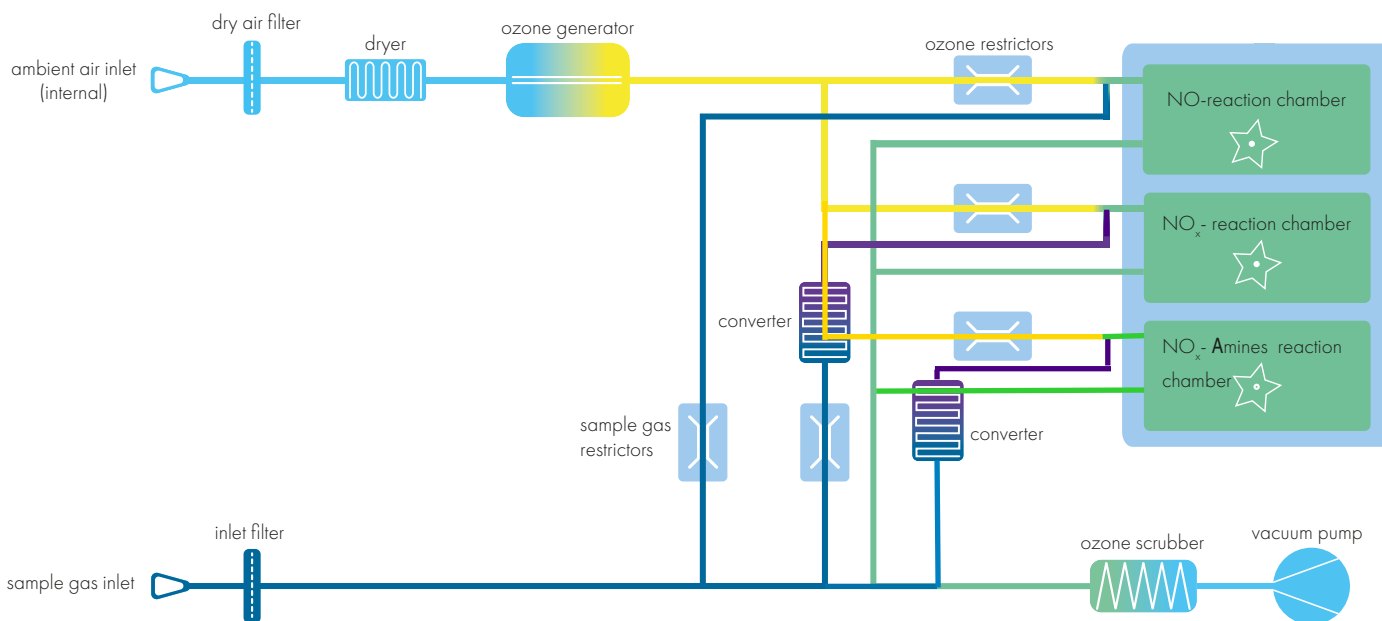 dry air filter
dryer
ozone generator
ozone restrictors
ambient air inlet
(internal)
NO-reaction chamber
NOx- reaction chamber
converter
NOx- Amines reaction
chamber
sample gas
restrictors
converter
inlet filter
ozone scrubber
vacuum pump
sample gas inlet